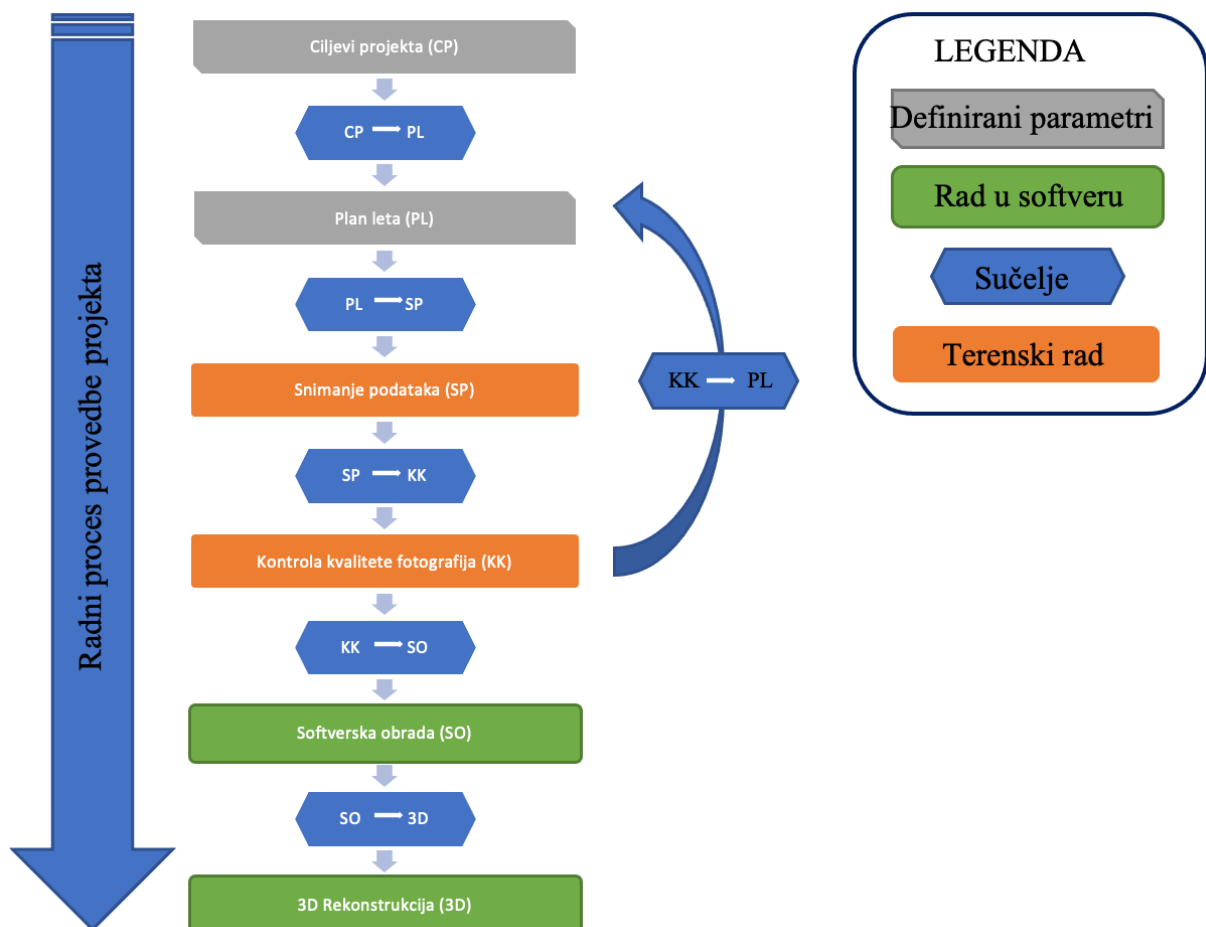 Radni proces provedbe projekta
Ciljevi projekta (CP)
CP PL
Plan leta (PL)
PL SP
Snimanje podataka (SP)
SP KK
Kontrola kvalitete fotografija (KK)
KK SO
Softverska obrada (SO)
SO 3D
3D Rekonstrukcija (3D)
KK PL
LEGENDA
Definirani parametri
Rad u softveru
Sučelje
Terenski rad